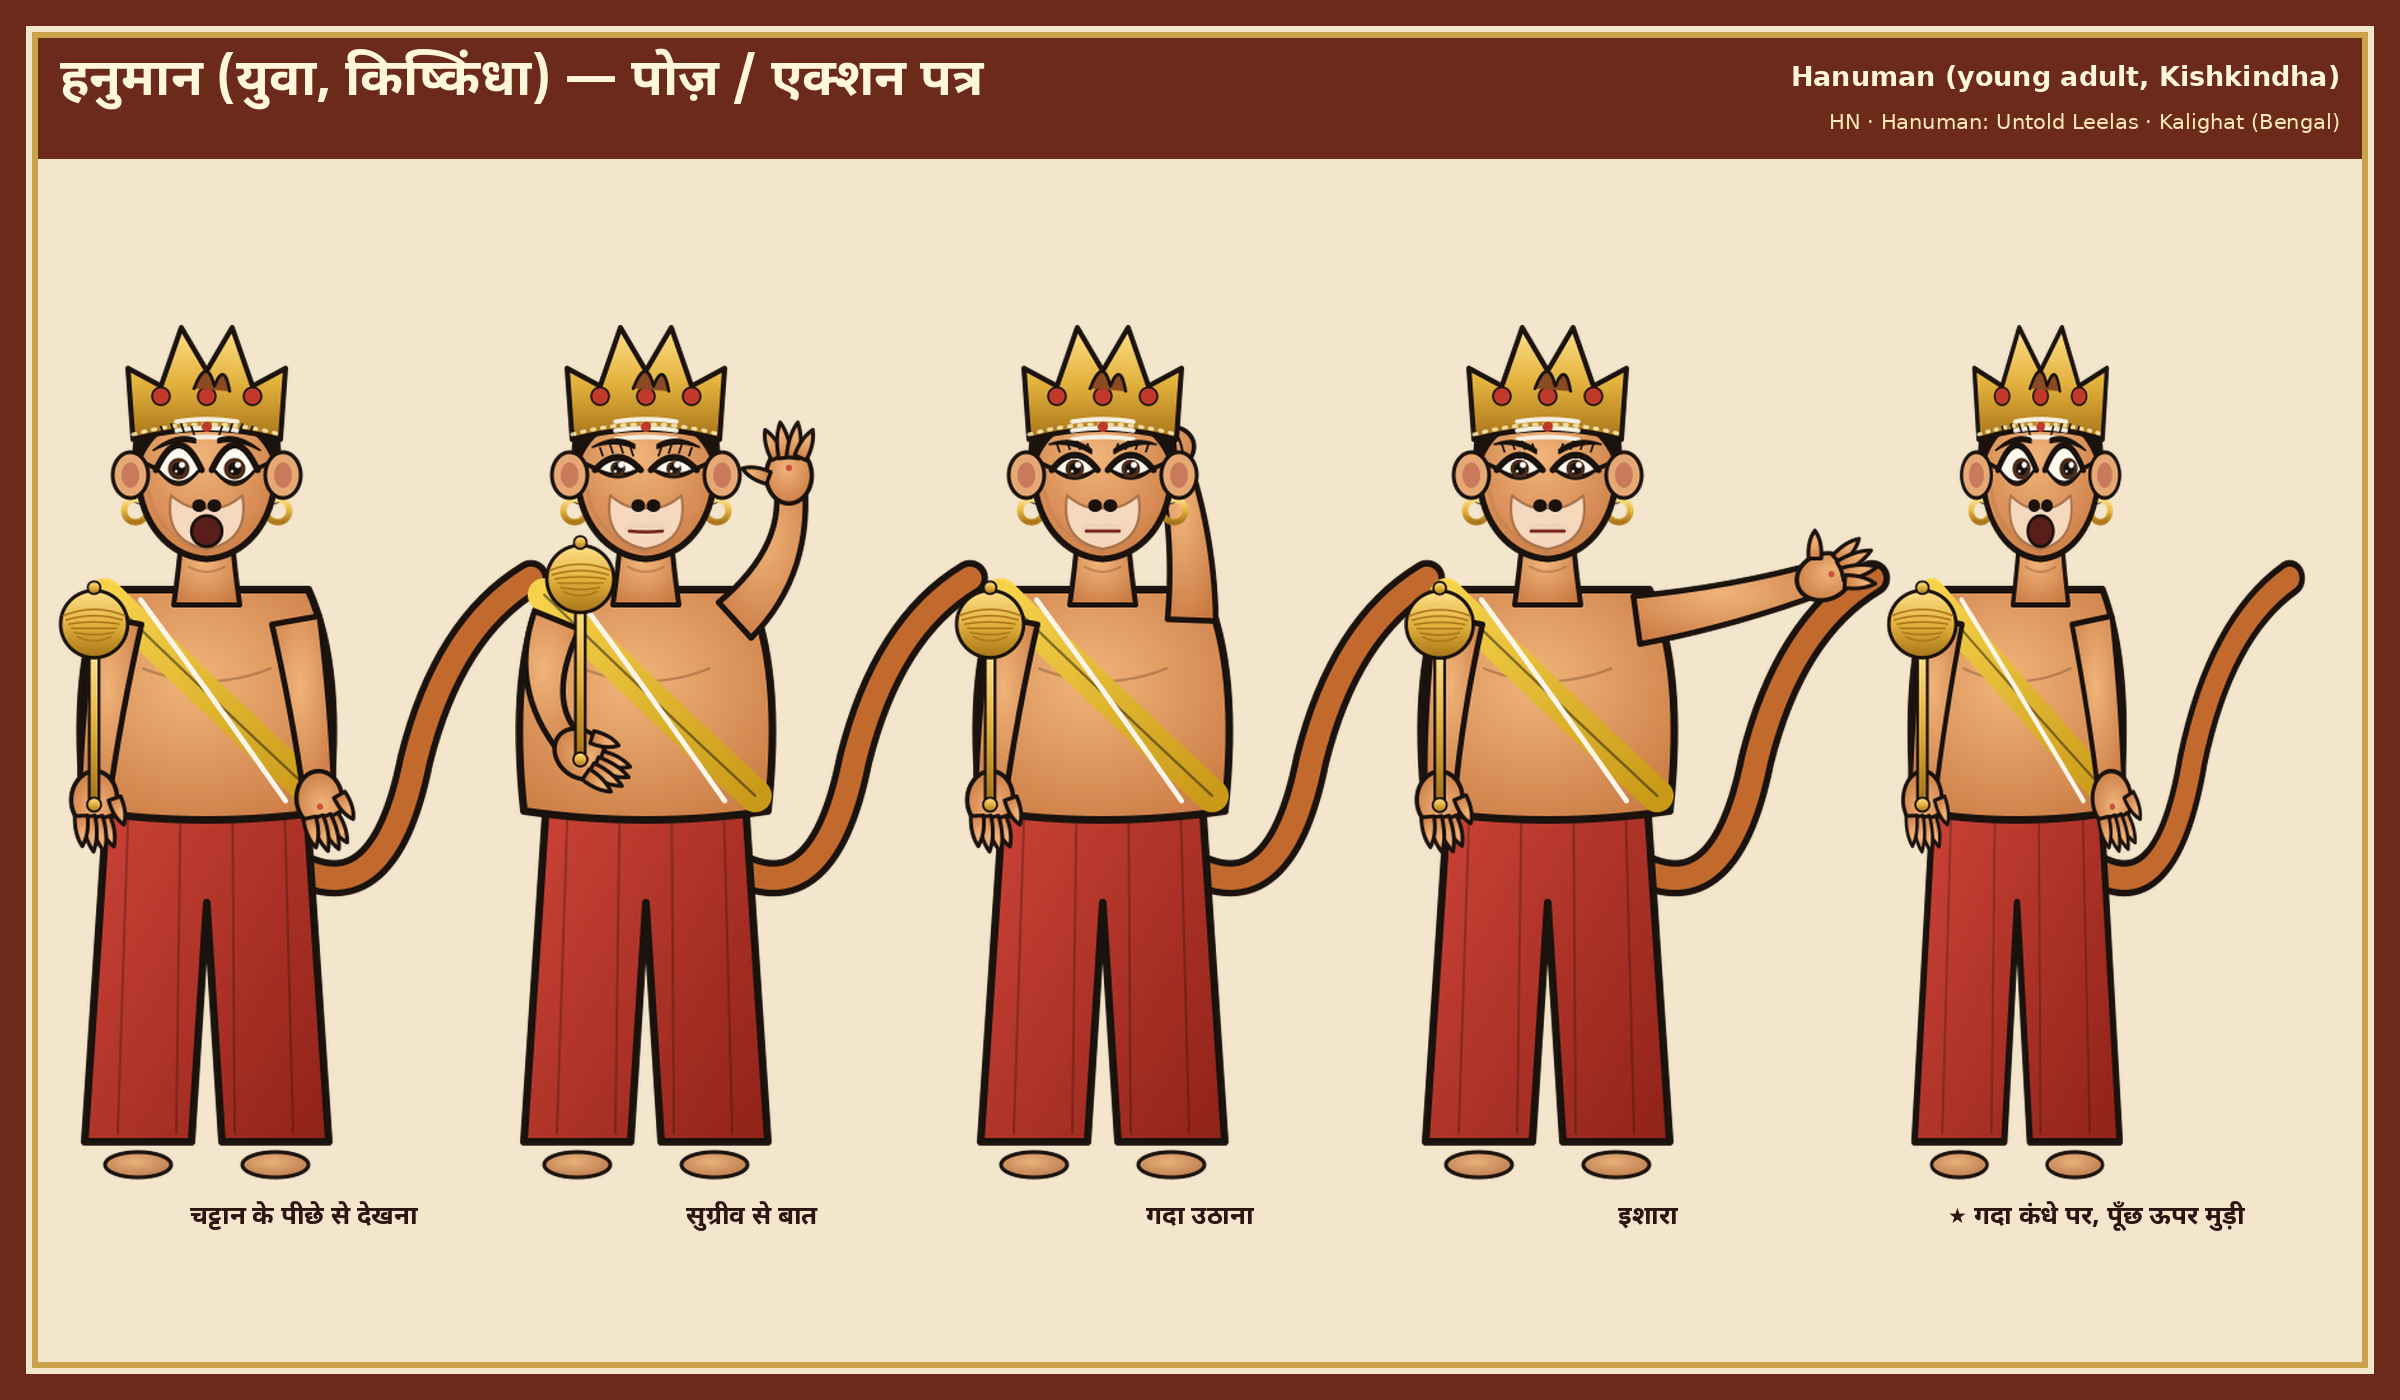 हनुमान (युवा, किष्किंधा) — पोज़ / एक्शन पत्र
Hanuman (young adult, Kishkindha)
HN · Hanuman: Untold Leelas · Kalighat (Bengal)
चट्टान के पीछे से देखना
सुग्रीव से बात
गदा उठाना
इशारा
★ गदा कंधे पर, पूँछ ऊपर मुड़ी